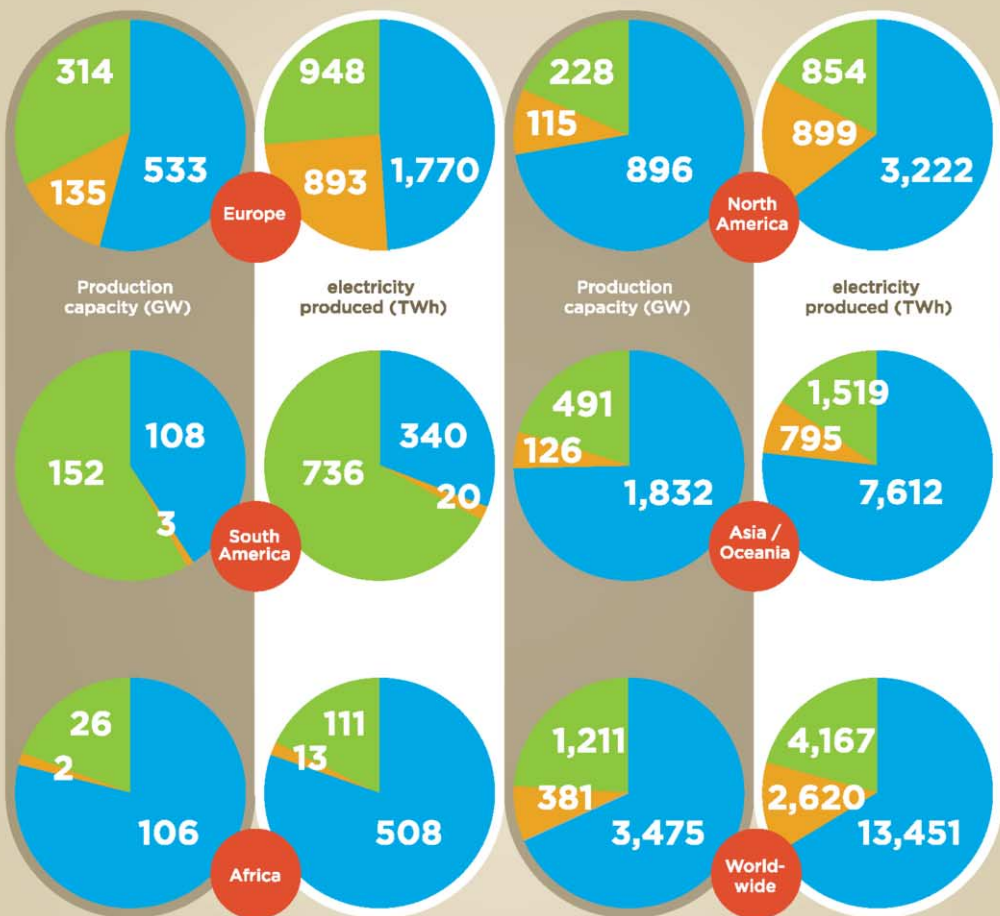 314
135
533
Europe
948
893
1,770
228
115
896
North
America
854
899
3,222
Production
capacity (GW)
electricity
produced (TWh)
Production
capacity (GW)
electricity
produced (TWh)
152
108
3
South
America
736
340
20
491
126
1,832
Asia /
Oceania
1,519
795
7,612
26
2
106
Africa
111
13
508
1,211
381
3,475
World-
wide
4,167
2,620
13,451